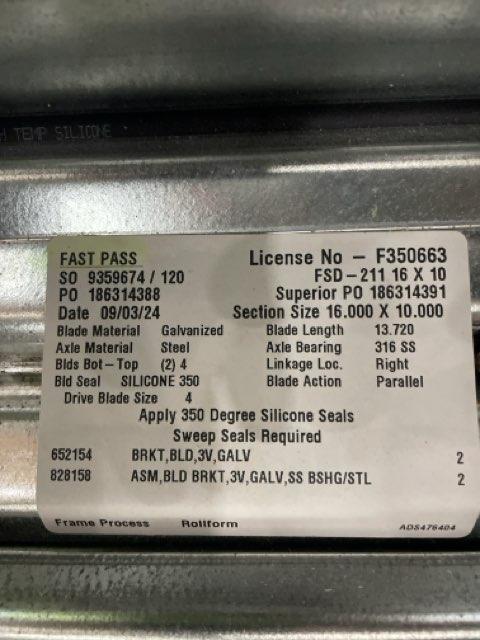 H TEMP SILICONE
FAST PASS License No - F350663
SO 9359674 / 120 FSD-211 16 X 10
PO 186314388 Superior PO 186314391
Date 09/03/24 Section Size 16.000 X 10.000
Blade Material Galvanized Blade Length 13.720
Axle Material Steel Axle Bearing 316 SS
Blds Bot-Top (2) 4 Linkage Loc. Right
Bld Seal SILICONE 350 Blade Action Parallel
Drive Blade Size 4
Apply 350 Degree Silicone Seals
Sweep Seals Required
652154 BRKT,BLD,3V,GALV 2
828158 ASM,BLD BRKT,3V,GALV,SS BSHG/STL 2
Frame Process Rollform ADS476404